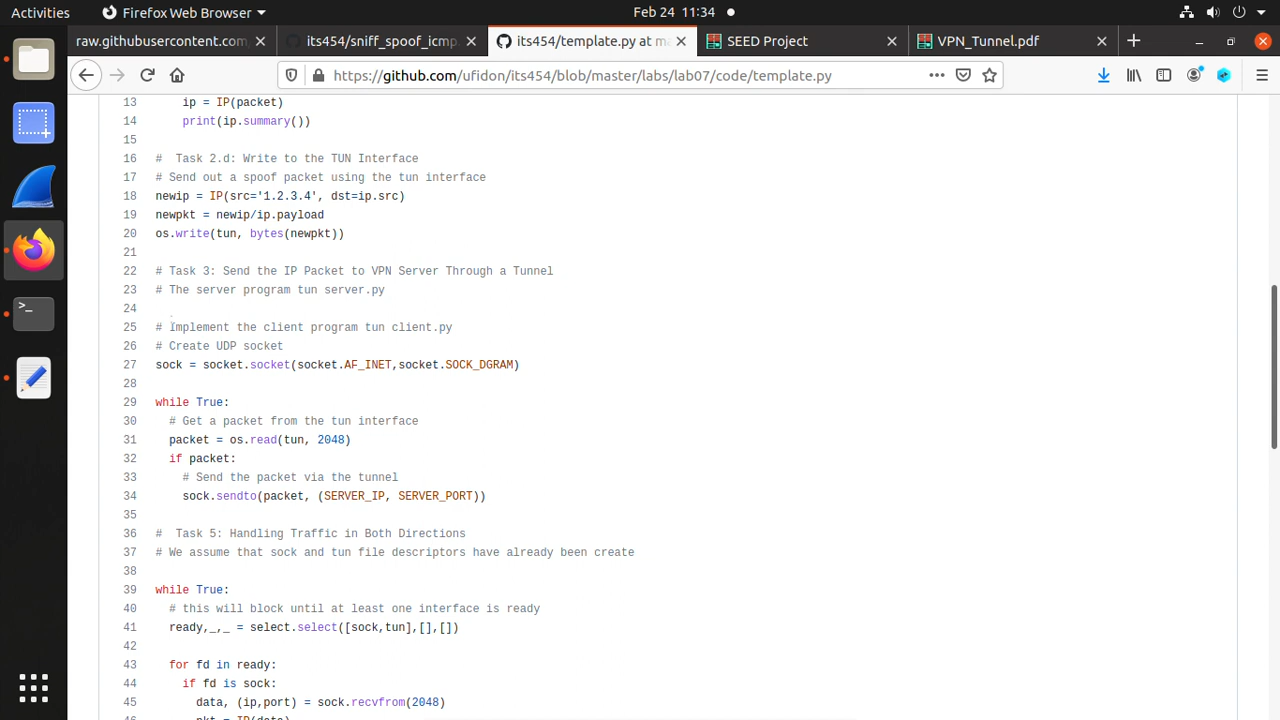 Activities
Firefox Web Browser
Feb 24 11:34
raw.githubusercontent.com
its454/sniff_spoof_icmp.
its454/template.py at ma
SEED Project
VPN_Tunnel.pdf
https://github.com/ufidon/its454/blob/master/labs/lab07/code/template.py
13 ip = IP(packet)
14 print(ip.summary())
15
16 #  Task 2.d: Write to the TUN Interface
17 # Send out a spoof packet using the tun interface
18 newip = IP(src='1.2.3.4', dst=ip.src)
19 newpkt = newip/ip.payload
20 os.write(tun, bytes(newpkt))
21
22 # Task 3: Send the IP Packet to VPN Server Through a Tunnel
23 # The server program tun server.py
24
25 # Implement the client program tun client.py
26 # Create UDP socket
27 sock = socket.socket(socket.AF_INET,socket.SOCK_DGRAM)
28
29 while True:
30 # Get a packet from the tun interface
31 packet = os.read(tun, 2048)
32 if packet:
33 # Send the packet via the tunnel
34 sock.sendto(packet, (SERVER_IP, SERVER_PORT))
35
36 #  Task 5: Handling Traffic in Both Directions
37 # We assume that sock and tun file descriptors have already been create
38
39 while True:
40 # this will block until at least one interface is ready
41 ready,_,_ = select.select([sock,tun],[],[])
42
43 for fd in ready:
44 if fd is sock:
45 data, (ip,port) = sock.recvfrom(2048)
46 pkt = IP(data)